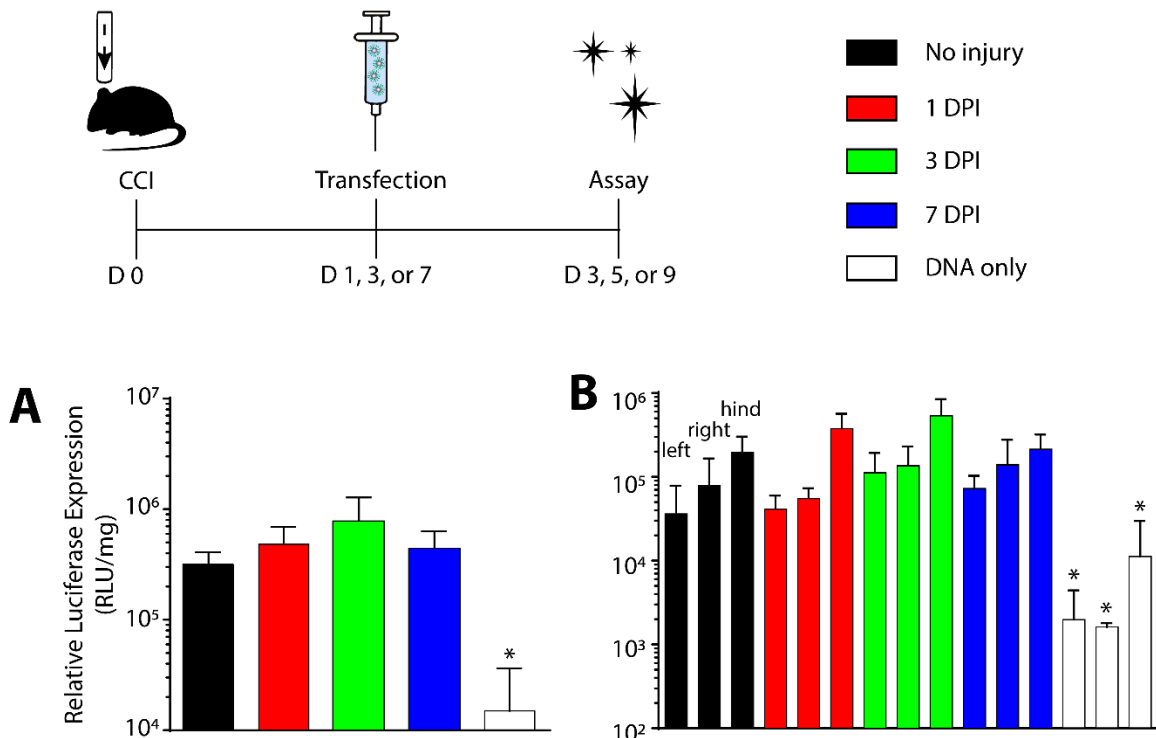 No injury
1 DPI
3 DPI
7 DPI
DNA only
CCI
Transfection
Assay
D 0
D 1, 3, or 7
D 3, 5, or 9
A
Relative Luciferase Expression
(RLU/mg)
10⁷
10⁶
10⁵
10⁴
*
B
10⁶
10⁵
10⁴
10³
10²
left
right
hind
*
*
*